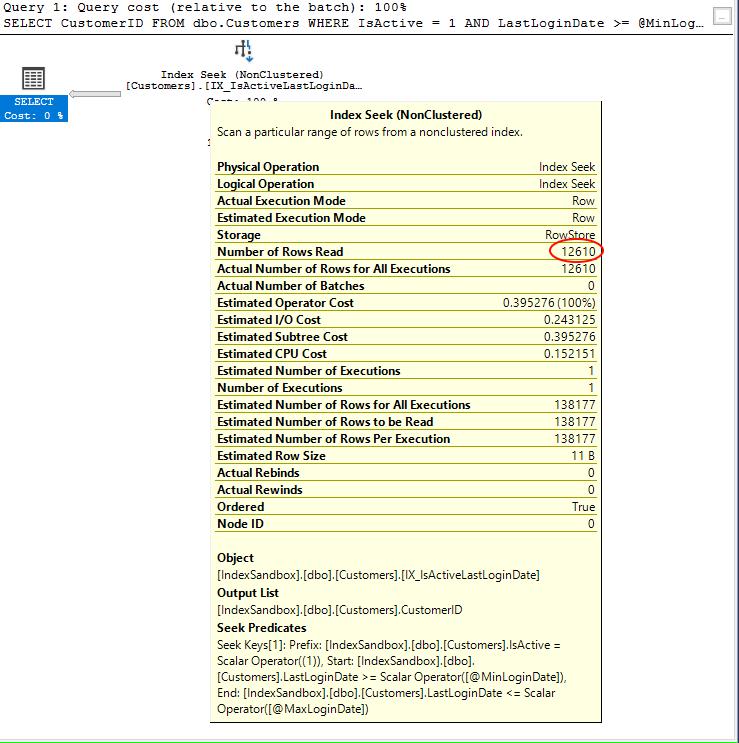 Query 1: Query cost (relative to the batch): 100%
SELECT CustomerID FROM dbo.Customers WHERE IsActive = 1 AND LastLoginDate >= @MinLog…
Index Seek (NonClustered)
[Customers].[IX_IsActiveLastLoginDa…
SELECT
Cost: 0 %
Index Seek (NonClustered)
Scan a particular range of rows from a nonclustered index.
Physical Operation Index Seek
Logical Operation Index Seek
Actual Execution Mode Row
Estimated Execution Mode Row
Storage RowStore
Number of Rows Read 12610
Actual Number of Rows for All Executions 12610
Actual Number of Batches 0
Estimated Operator Cost 0.395276 (100%)
Estimated I/O Cost 0.243125
Estimated Subtree Cost 0.395276
Estimated CPU Cost 0.152151
Estimated Number of Executions 1
Number of Executions 1
Estimated Number of Rows for All Executions 138177
Estimated Number of Rows to be Read 138177
Estimated Number of Rows Per Execution 138177
Estimated Row Size 11 B
Actual Rebinds 0
Actual Rewinds 0
Ordered True
Node ID 0
Object
[IndexSandbox].[dbo].[Customers].[IX_IsActiveLastLoginDate]
Output List
[IndexSandbox].[dbo].[Customers].CustomerID
Seek Predicates
Seek Keys[1]: Prefix: [IndexSandbox].[dbo].[Customers].IsActive =
Scalar Operator((1)), Start: [IndexSandbox].[dbo].
[Customers].LastLoginDate >= Scalar Operator([@MinLoginDate]),
End: [IndexSandbox].[dbo].[Customers].LastLoginDate <= Scalar
Operator([@MaxLoginDate])